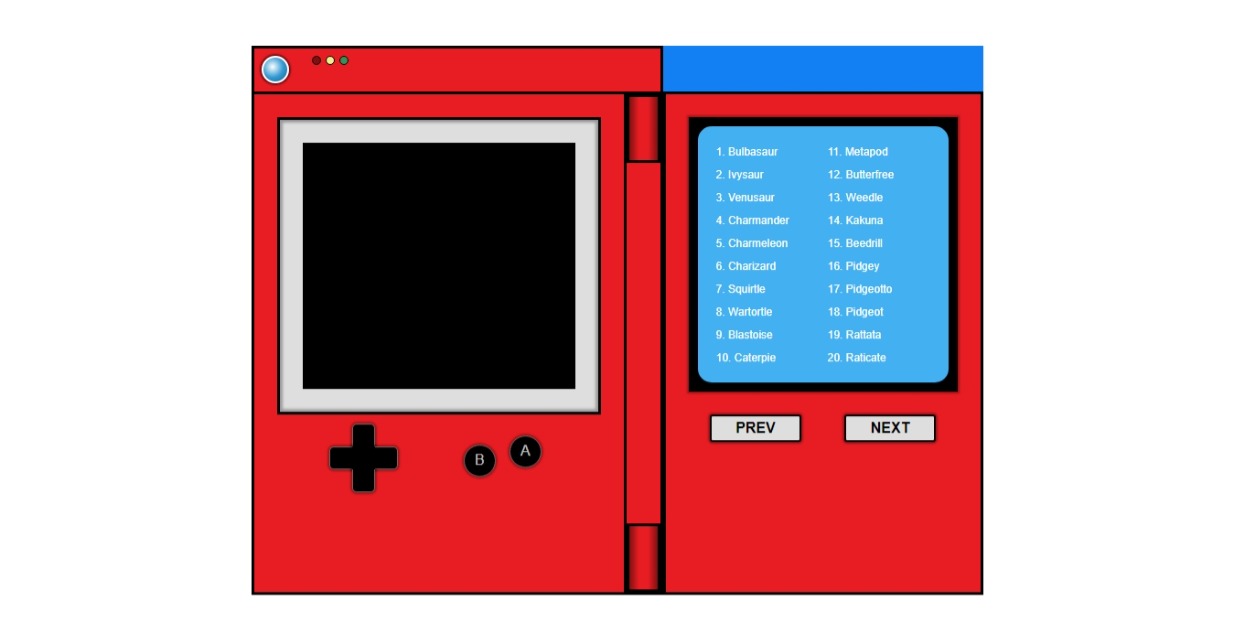 1. Bulbasaur
2. Ivysaur
3. Venusaur
4. Charmander
5. Charmeleon
6. Charizard
7. Squirtle
8. Wartortle
9. Blastoise
10. Caterpie
11. Metapod
12. Butterfree
13. Weedle
14. Kakuna
15. Beedrill
16. Pidgey
17. Pidgeotto
18. Pidgeot
19. Rattata
20. Raticate
PREV NEXT
B A